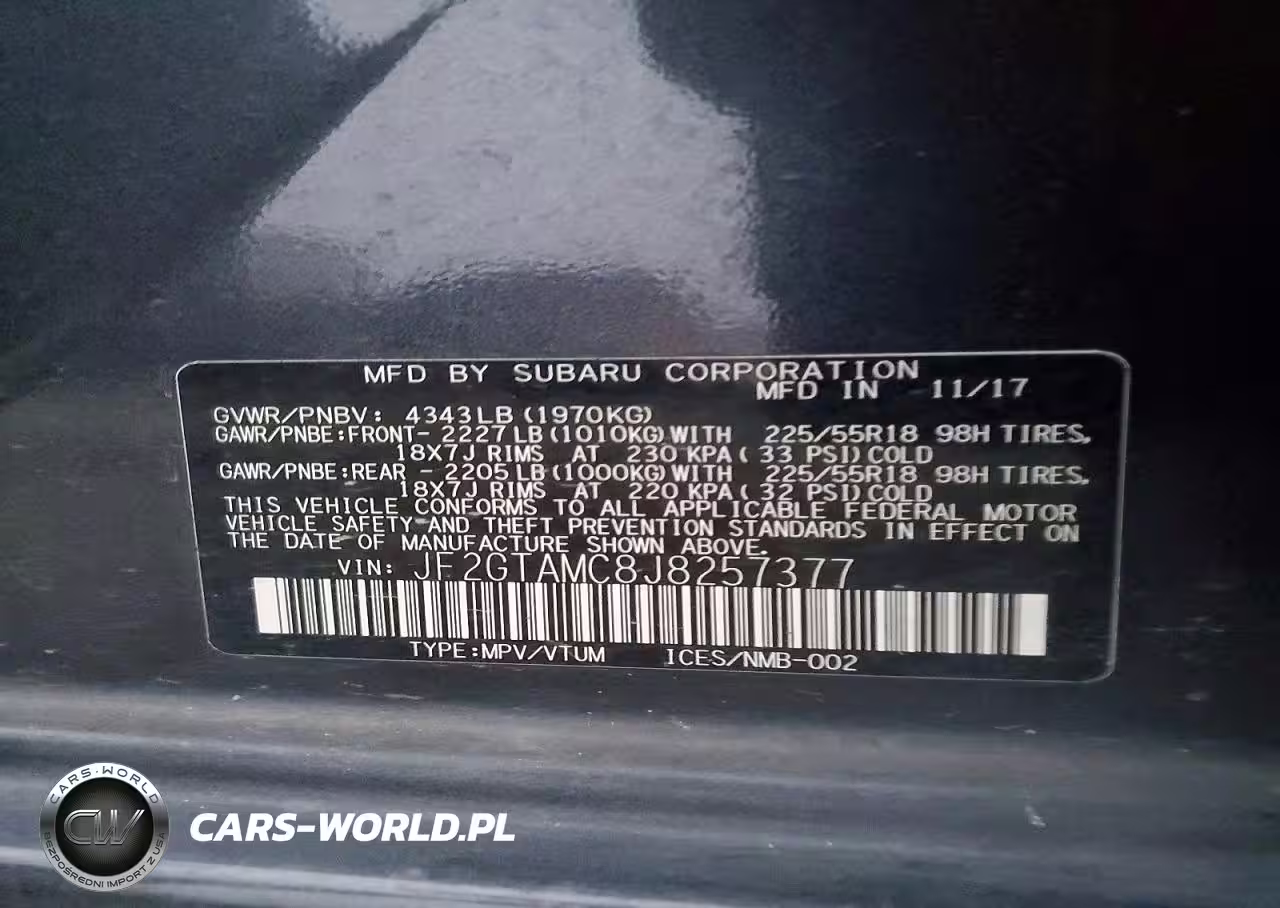 MFD BY SUBARU CORPORATION
MFD IN 11/17
GVWR/PNBV: 4343LB(1970KG)
GAWR/PNBE:FRONT- 2227LB(1010KG)WITH 225/55R18 98H TIRES,
18X7J RIMS AT 230 KPA( 33 PSI)COLD
GAWR/PNBE:REAR - 2205LB(1000KG)WITH 225/55R18 98H TIRES,
18X7J RIMS AT 220 KPA( 32 PSI)COLD
THIS VEHICLE CONFORMS TO ALL APPLICABLE FEDERAL MOTOR
VEHICLE SAFETY AND THEFT PREVENTION STANDARDS IN EFFECT ON
THE DATE OF MANUFACTURE SHOWN ABOVE.
VIN: JF2GTAMC8J8257377
TYPE:MPV/VTUM ICES/NMB-002
CARS-WORLD
CW
BEZPOŚREDNI IMPORT Z USA
CARS-WORLD.PL